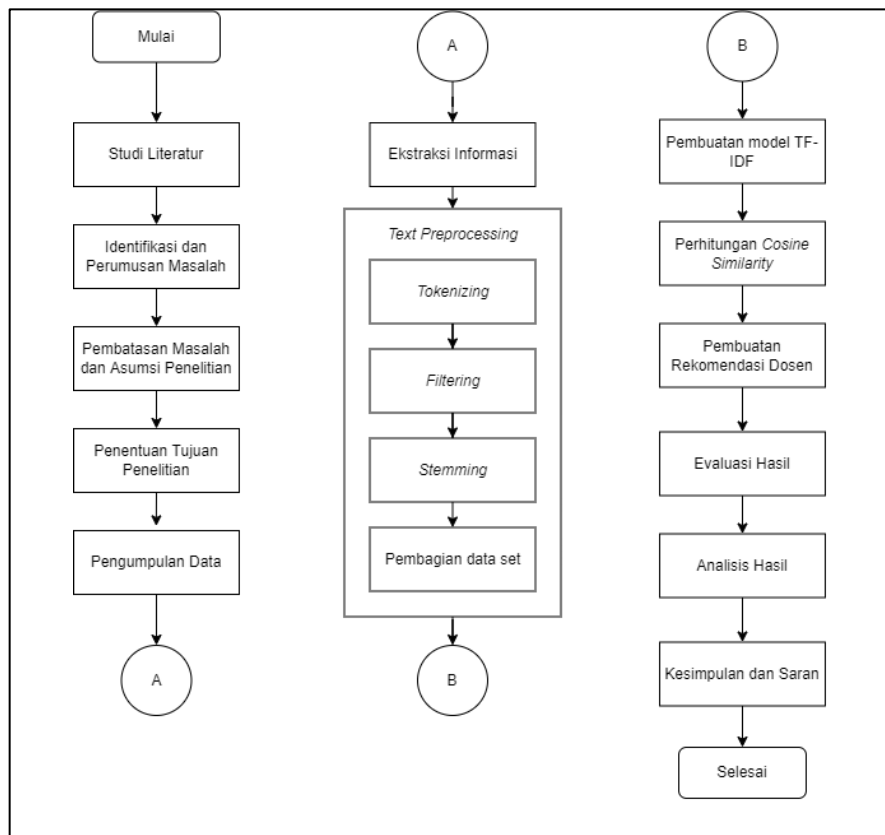 Mulai
Studi Literatur
Identifikasi dan
Perumusan Masalah
Pembatasan Masalah
dan Asumsi Penelitian
Penentuan Tujuan
Penelitian
Pengumpulan Data
A
A
Ekstraksi Informasi
Text Preprocessing
Tokenizing
Filtering
Stemming
Pembagian data set
B
B
Pembuatan model TF-
IDF
Perhitungan Cosine
Similarity
Pembuatan
Rekomendasi Dosen
Evaluasi Hasil
Analisis Hasil
Kesimpulan dan Saran
Selesai